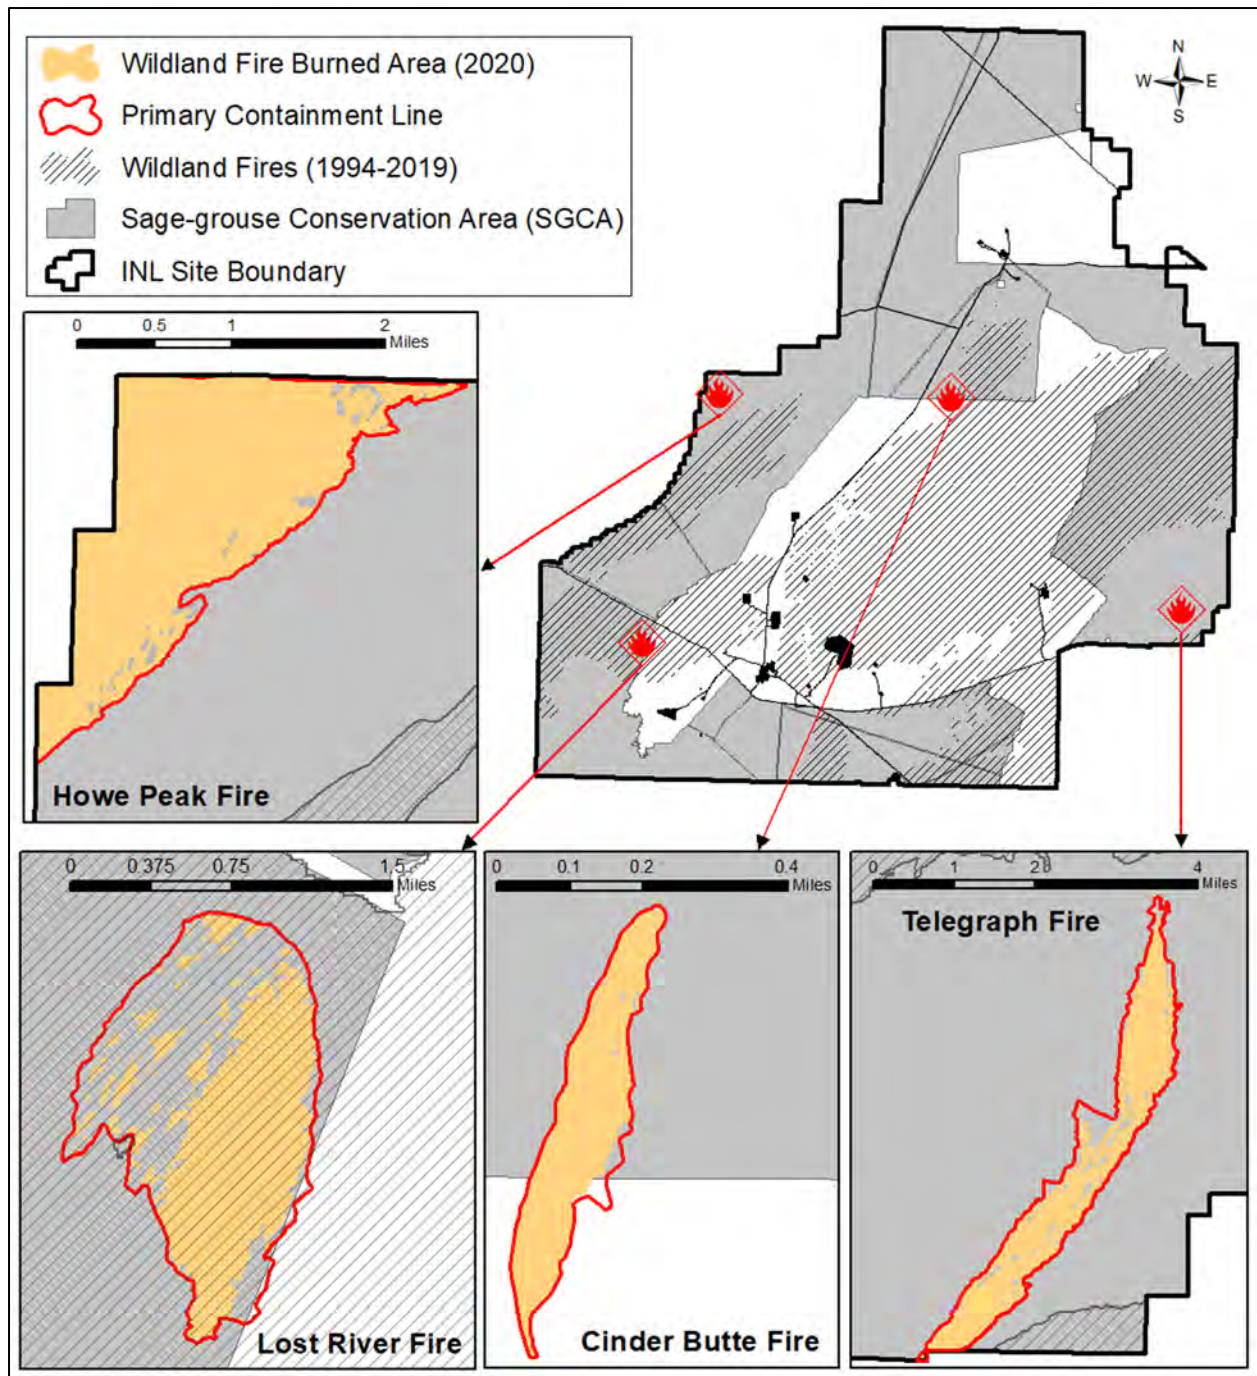 Wildland Fire Burned Area (2020)
Primary Containment Line
Wildland Fires (1994-2019)
Sage-grouse Conservation Area (SGCA)
INL Site Boundary
N
W E
S
0 0.5 1 2
Miles
Howe Peak Fire
0 0.375 0.75 1.5
Miles
Lost River Fire
0 0.1 0.2 0.4
Miles
Cinder Butte Fire
0 1 28 4
Miles
Telegraph Fire